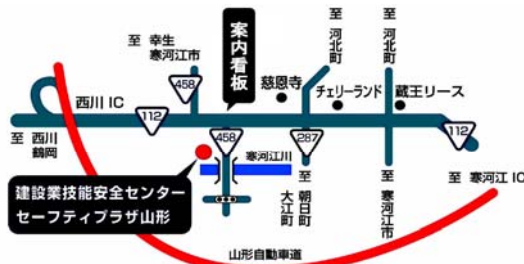 至 幸生
寒河江市
458
案内看板
慈恩寺
至 河北町
チェリーランド
至 河北町
蔵王リース
西川 IC
112
458
287
112
至 西川
鶴岡
寒河江川
至 朝日町
大江町
至 寒河江市
至 寒河江 IC
建設業技能安全センター
セーフティプラザ山形
山形自動車道